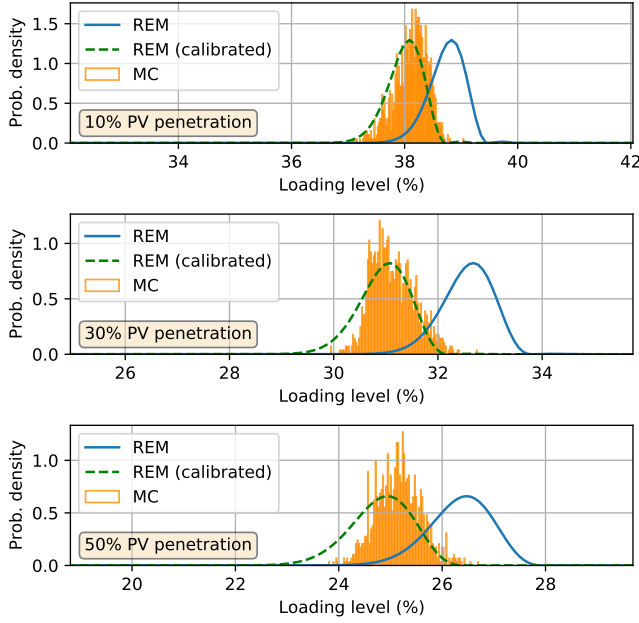 Prob. density
1.5
1.0
0.5
0.0
REM
REM (calibrated)
MC
10% PV penetration
34 36 38 40 42
Loading level (%)
Prob. density
1.0
0.5
0.0
REM
REM (calibrated)
MC
30% PV penetration
26 28 30 32 34
Loading level (%)
Prob. density
1.0
0.5
0.0
REM
REM (calibrated)
MC
50% PV penetration
20 22 24 26 28
Loading level (%)